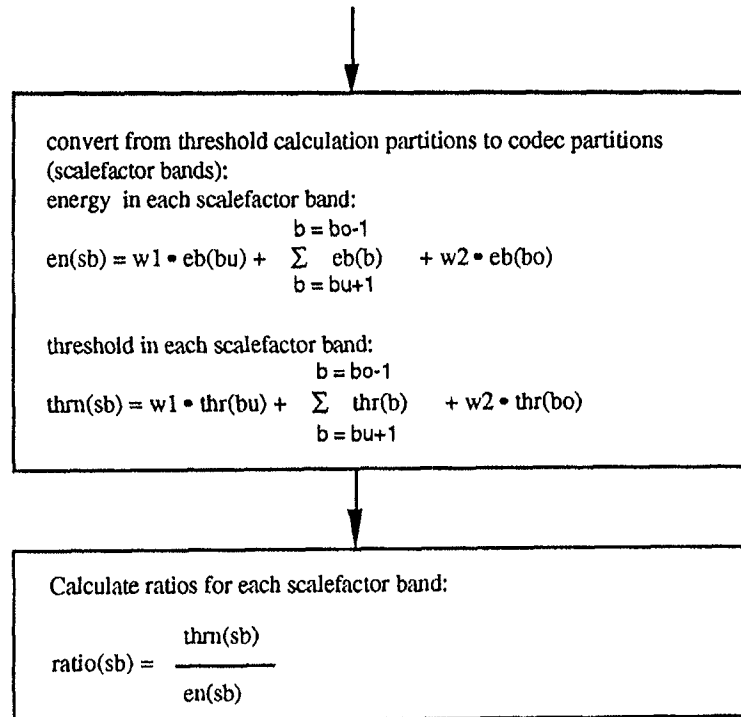 convert from threshold calculation partitions to codec partitions
(scalefactor bands):
energy in each scalefactor band:
b = bo-1
en(sb) = w1 • eb(bu) + Σ eb(b) + w2 • eb(bo)
b = bu+1
threshold in each scalefactor band:
b = bo-1
thrn(sb) = w1 • thr(bu) + Σ thr(b) + w2 • thr(bo)
b = bu+1
Calculate ratios for each scalefactor band:
thrn(sb)
ratio(sb) =
en(sb)